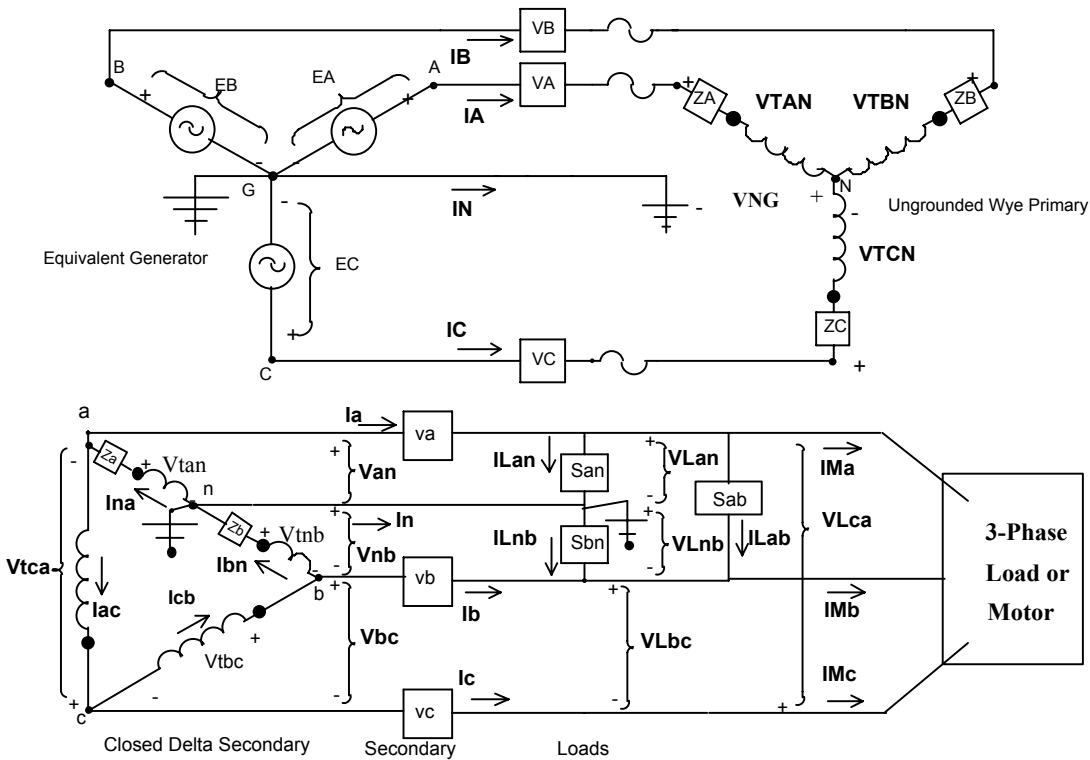 VB
IB
B
EB
EA
A
VA
IA
+
+
-
-
G
IN
-
Equivalent Generator
-
EC
+
C
IC
VC
+
ZA
VTAN
VTBN
ZB
+
N
VNG
+
-
Ungrounded Wye Primary
VTCN
ZC
+
a
Ia
va
-
Za
+
Vtan
n
Ina
-
Zb
+
Vtnb
-
Ibn
b
Vtca
Iac
Icb
+
Vtbc
-
+
c
+
Van
-
In
+
Vnb
-
vb
Ib
+
Vbc
-
Ic
vc
ILan
San
+
VLan
-
+
VLnb
-
ILnb
Sbn
Sab
ILab
+
VLbc
-
-
VLca
+
IMa
IMb
IMc
3-Phase
Load or
Motor
Closed Delta Secondary
Secondary
Loads